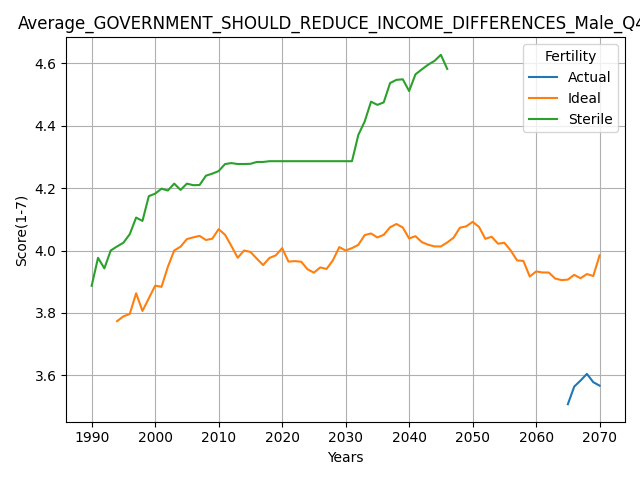 Average_GOVERNMENT_SHOULD_REDUCE_INCOME_DIFFERENCES_Male_Q4
Fertility
Actual
Ideal
Sterile
Score(1-7)
4.6
4.4
4.2
4.0
3.8
3.6
1990 2000 2010 2020 2030 2040 2050 2060 2070
Years